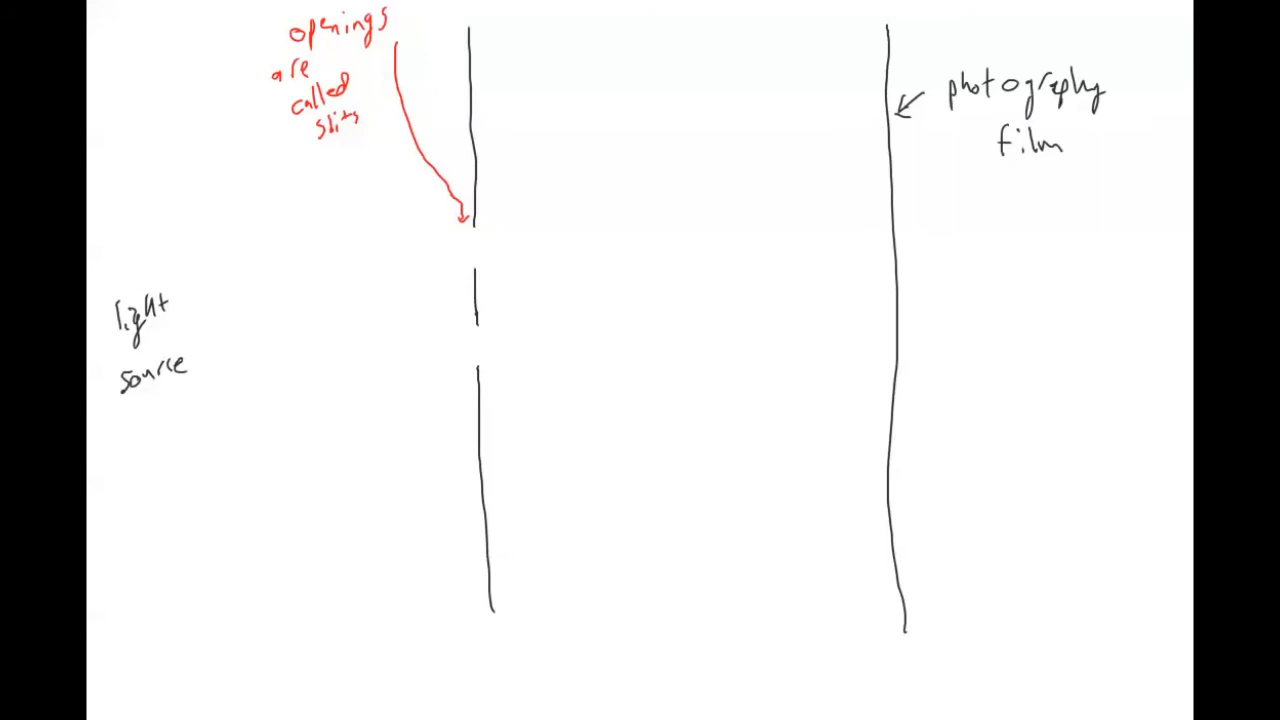 openings
are
called
slits
photography
film
light
source